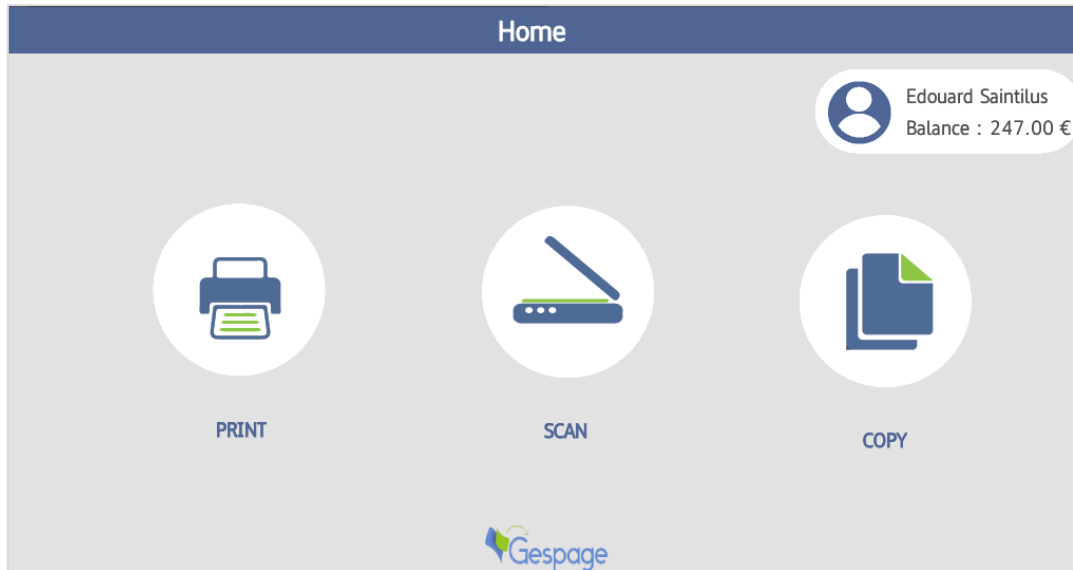 Home
Edouard Saintilus
Balance : 247.00 €
PRINT
SCAN
COPY
Gespage